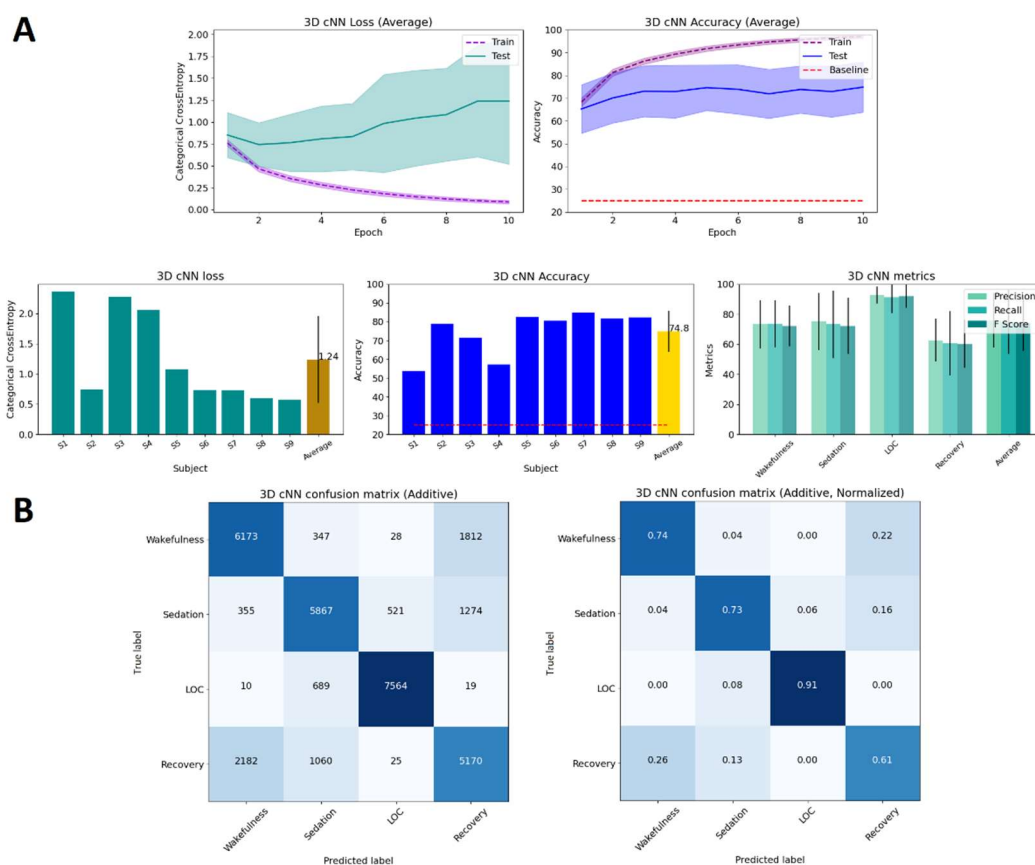 A
3D cNN Loss (Average)
Categorical CrossEntropy
2.00
1.75
1.50
1.25
1.00
0.75
0.50
0.25
0.00
Train
Test
2 4 6 8 10
Epoch
3D cNN Accuracy (Average)
Accuracy
100
90
80
70
60
50
40
30
20
Train
Test
Baseline
2 4 6 8 10
Epoch
3D cNN loss
Categorical CrossEntropy
2.0
1.5
1.0
0.5
0.0
1.24
S1 S2 S3 S4 S5 S6 S7 S8 S9 Average
Subject
3D cNN Accuracy
Accuracy
100
90
80
70
60
50
40
30
20
74.8
S1 S2 S3 S4 S5 S6 S7 S8 S9 Average
Subject
3D cNN metrics
Metrics
100
80
60
40
20
0
Precision
Recall
F Score
Wakefulness Sedation LOC Recovery Average
B
3D cNN confusion matrix (Additive)
True label
Wakefulness 6173 347 28 1812
Sedation 355 5867 521 1274
LOC 10 689 7564 19
Recovery 2182 1060 25 5170
Wakefulness Sedation LOC Recovery
Predicted label
3D cNN confusion matrix (Additive, Normalized)
True label
Wakefulness 0.74 0.04 0.00 0.22
Sedation 0.04 0.73 0.06 0.16
LOC 0.00 0.08 0.91 0.00
Recovery 0.26 0.13 0.00 0.61
Wakefulness Sedation LOC Recovery
Predicted label